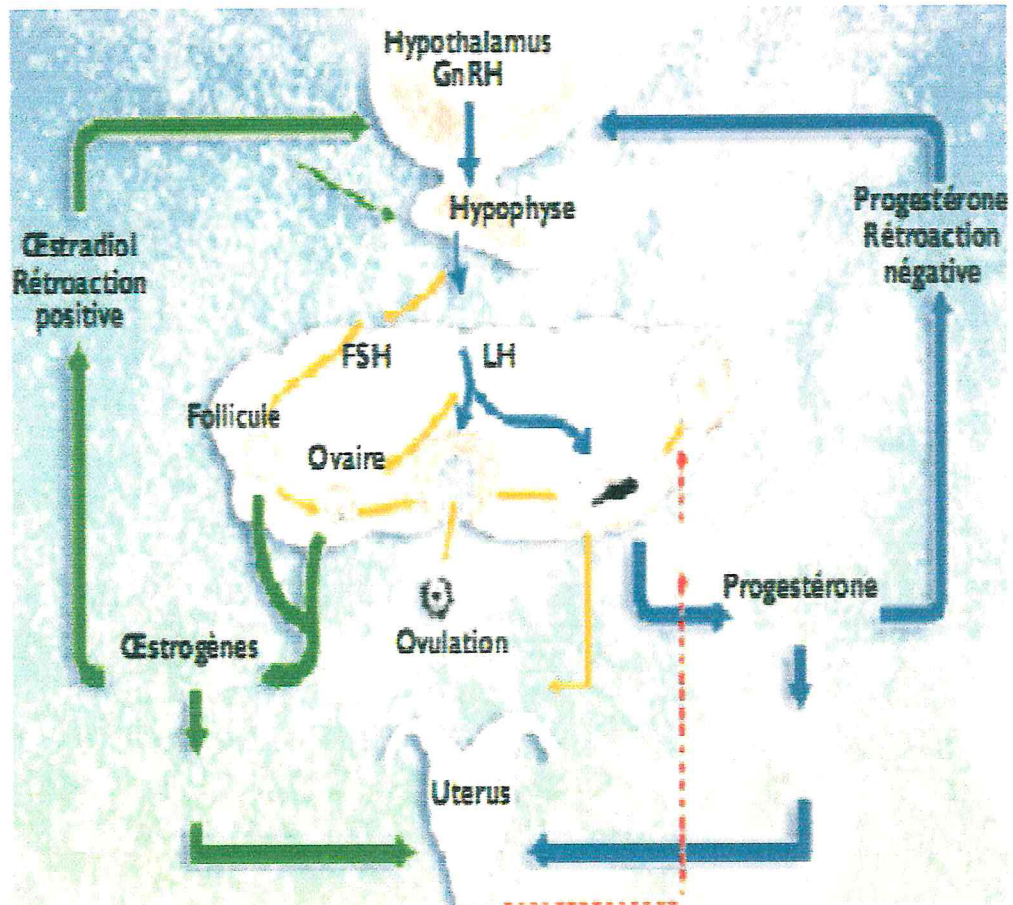 Hypothalamus
GnRH
Hypophyse
Progestérone
Rétroaction
négative
Œstradiol
Rétroaction
positive
FSH
LH
Follicule
Ovaire
Progestérone
Œstrogènes
Ovulation
Uterus